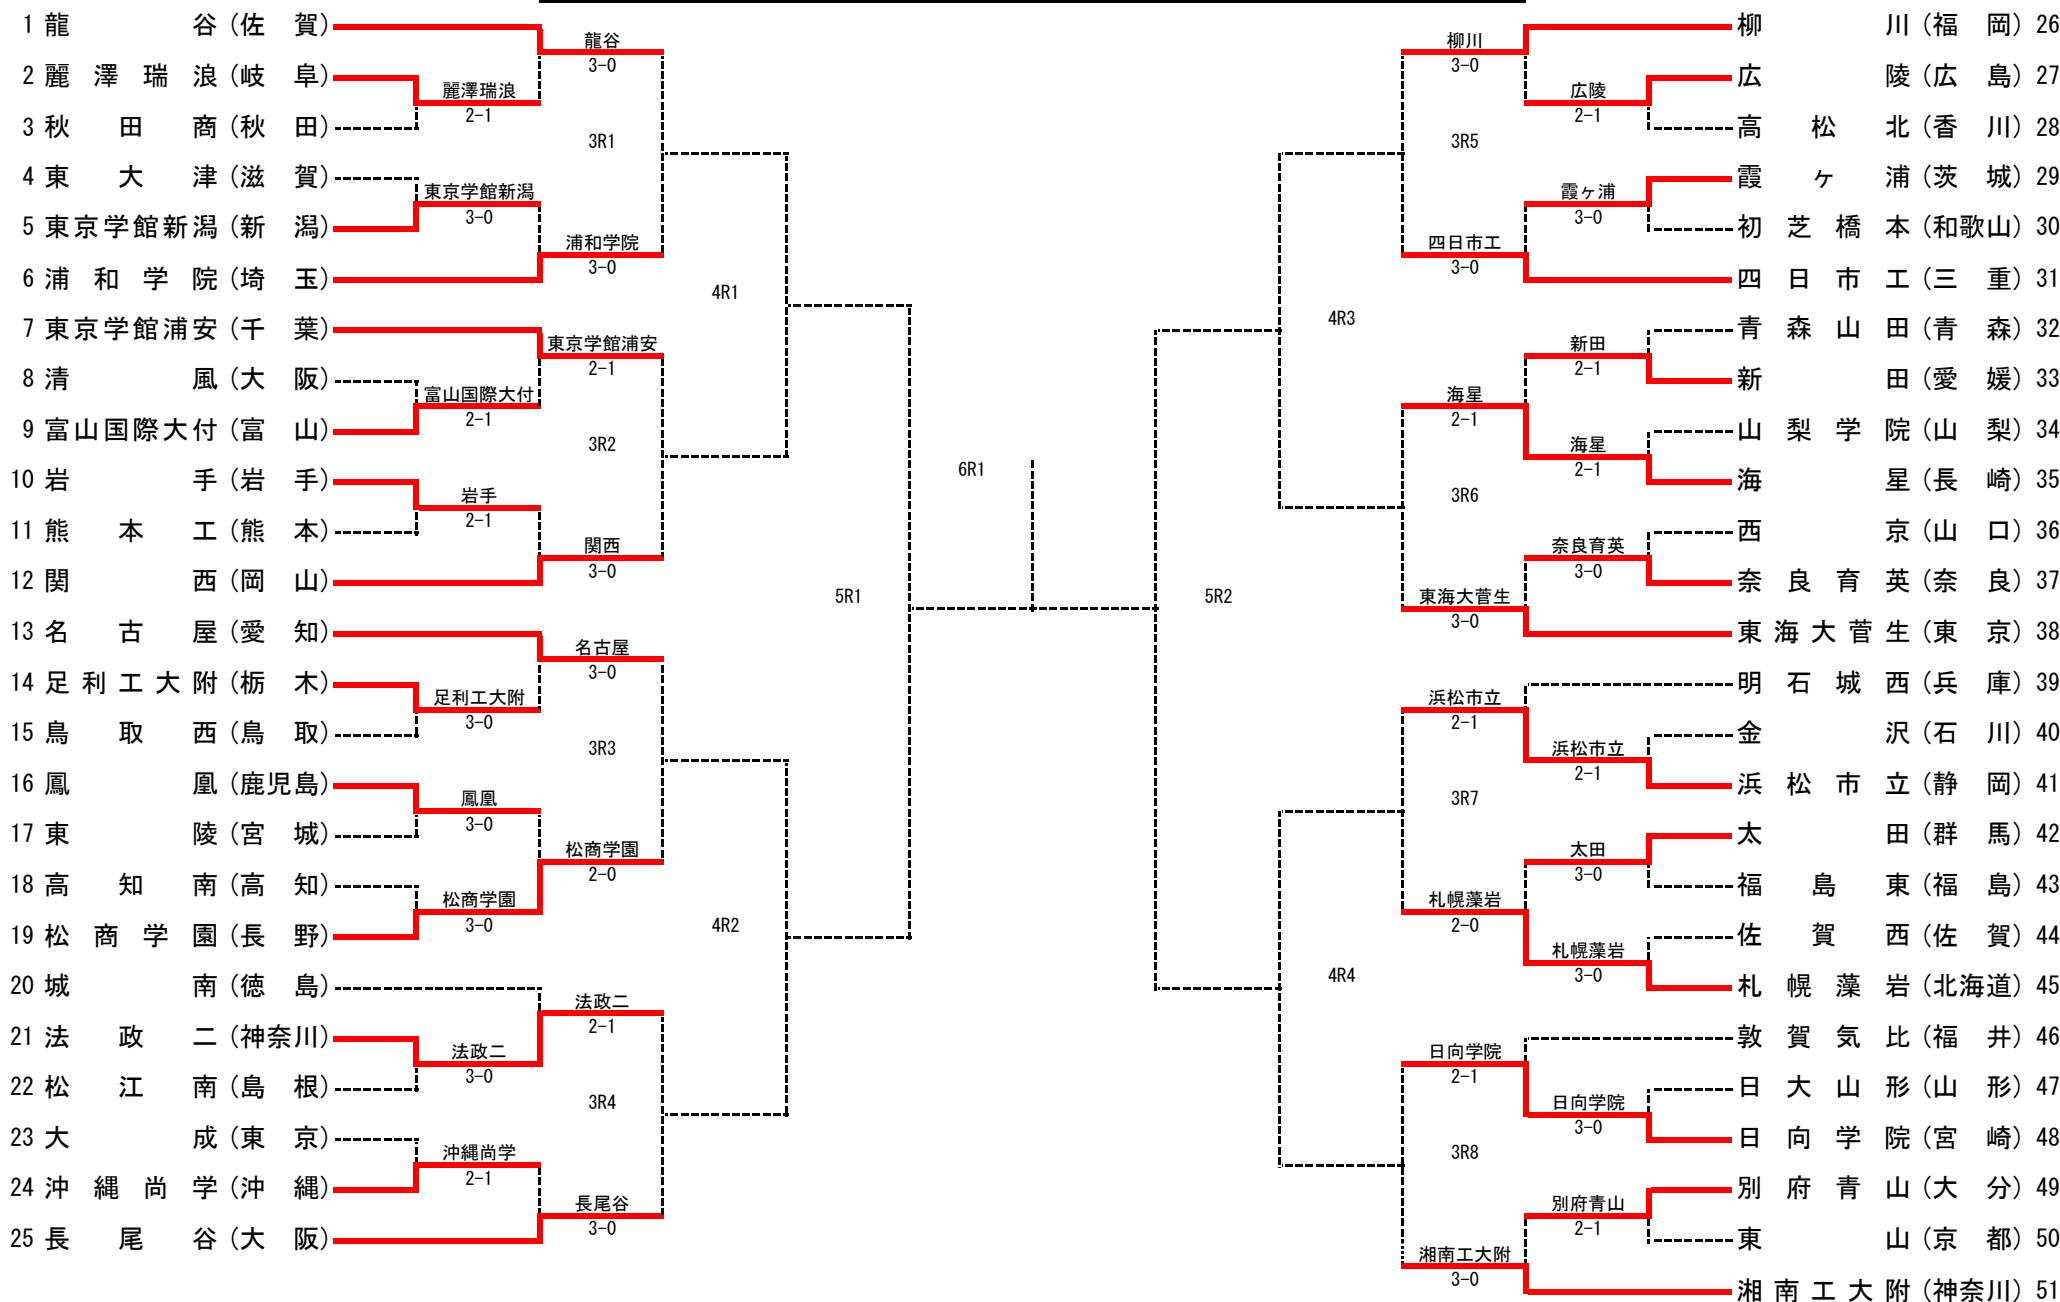 1 龍谷 (佐賀)
2 麗澤瑞浪 (岐阜)
3 秋田商 (秋田)
4 東大津 (滋賀)
5 東京学館新潟 (新潟)
6 浦和学院 (埼玉)
7 東京学館浦安 (千葉)
8 清風 (大阪)
9 富山国際大付 (富山)
10 岩手 (岩手)
11 熊本工 (熊本)
12 関西 (岡山)
13 名古屋 (愛知)
14 足利工大附 (栃木)
15 鳥取西 (鳥取)
16 鳳凰 (鹿児島)
17 東陵 (宮城)
18 高知南 (高知)
19 松商学園 (長野)
20 城南 (徳島)
21 法政二 (神奈川)
22 松江南 (島根)
23 大成 (東京)
24 沖縄尚学 (沖縄)
25 長尾谷 (大阪)
麗澤瑞浪
2-1
東京学館新潟
3-0
富山国際大付
2-1
岩手
2-1
足利工大附
3-0
鳳凰
3-0
松商学園
3-0
法政二
3-0
沖縄尚学
2-1
龍谷
3-0
3R1
浦和学院
3-0
東京学館浦安
2-1
3R2
関西
3-0
名古屋
3-0
3R3
松商学園
2-0
法政二
2-1
3R4
長尾谷
3-0
4R1
4R2
5R1
6R1
5R2
4R3
4R4
柳川
3-0
3R5
四日市工
3-0
海星
2-1
3R6
東海大菅生
3-0
浜松市立
2-1
3R7
札幌藻岩
2-0
日向学院
2-1
3R8
湘南工大附
3-0
広陵
2-1
霞ヶ浦
3-0
新田
2-1
海星
2-1
奈良育英
3-0
浜松市立
2-1
太田
3-0
札幌藻岩
3-0
日向学院
3-0
別府青山
2-1
柳川 (福岡) 26
広陵 (広島) 27
高松北 (香川) 28
霞ヶ浦 (茨城) 29
初芝橋本 (和歌山) 30
四日市工 (三重) 31
青森山田 (青森) 32
新田 (愛媛) 33
山梨学院 (山梨) 34
海星 (長崎) 35
西京 (山口) 36
奈良育英 (奈良) 37
東海大菅生 (東京) 38
明石城西 (兵庫) 39
金沢 (石川) 40
浜松市立 (静岡) 41
太田 (群馬) 42
福島東 (福島) 43
佐賀西 (佐賀) 44
札幌藻岩 (北海道) 45
敦賀気比 (福井) 46
日大山形 (山形) 47
日向学院 (宮崎) 48
別府青山 (大分) 49
東山 (京都) 50
湘南工大附 (神奈川) 51